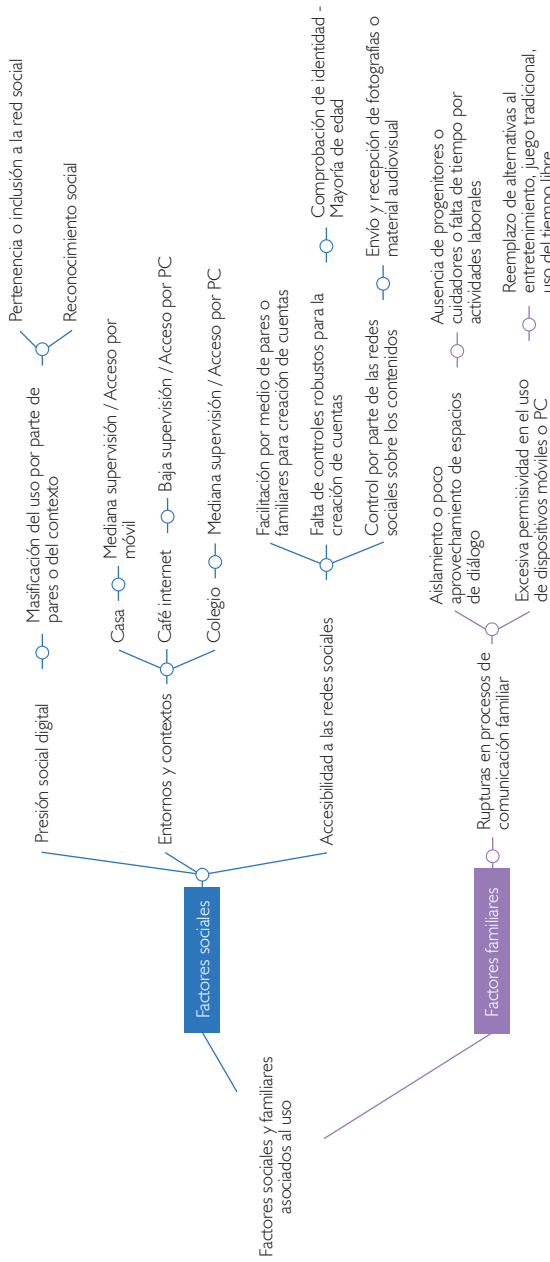 Factores sociales y familiares
asociados al uso
Factores sociales
Presión social digital
Masificación del uso por parte de
pares o del contexto
Pertenencia o inclusión a la red social
Reconocimiento social
Entornos y contextos
Casa
Mediana supervisión / Acceso por
móvil
Café internet
Baja supervisión / Acceso por PC
Colegio
Mediana supervisión / Acceso por PC
Accesibilidad a las redes sociales
Facilitación por medio de pares o
familiares para creación de cuentas
Falta de controles robustos para la
creación de cuentas
Comprobación de identidad -
Mayoría de edad
Control por parte de las redes
sociales sobre los contenidos
Envío y recepción de fotografías o
material audiovisual
Factores familiares
Rupturas en procesos de
comunicación familiar
Aislamiento o poco
aprovechamiento de espacios
de diálogo
Ausencia de progenitores o
cuidadores o falta de tiempo por
actividades laborales
Excesiva permisividad en el uso
de dispositivos móviles o PC
Reemplazo de alternativas al
entretenimiento, juego tradicional,
uso del tiempo libre